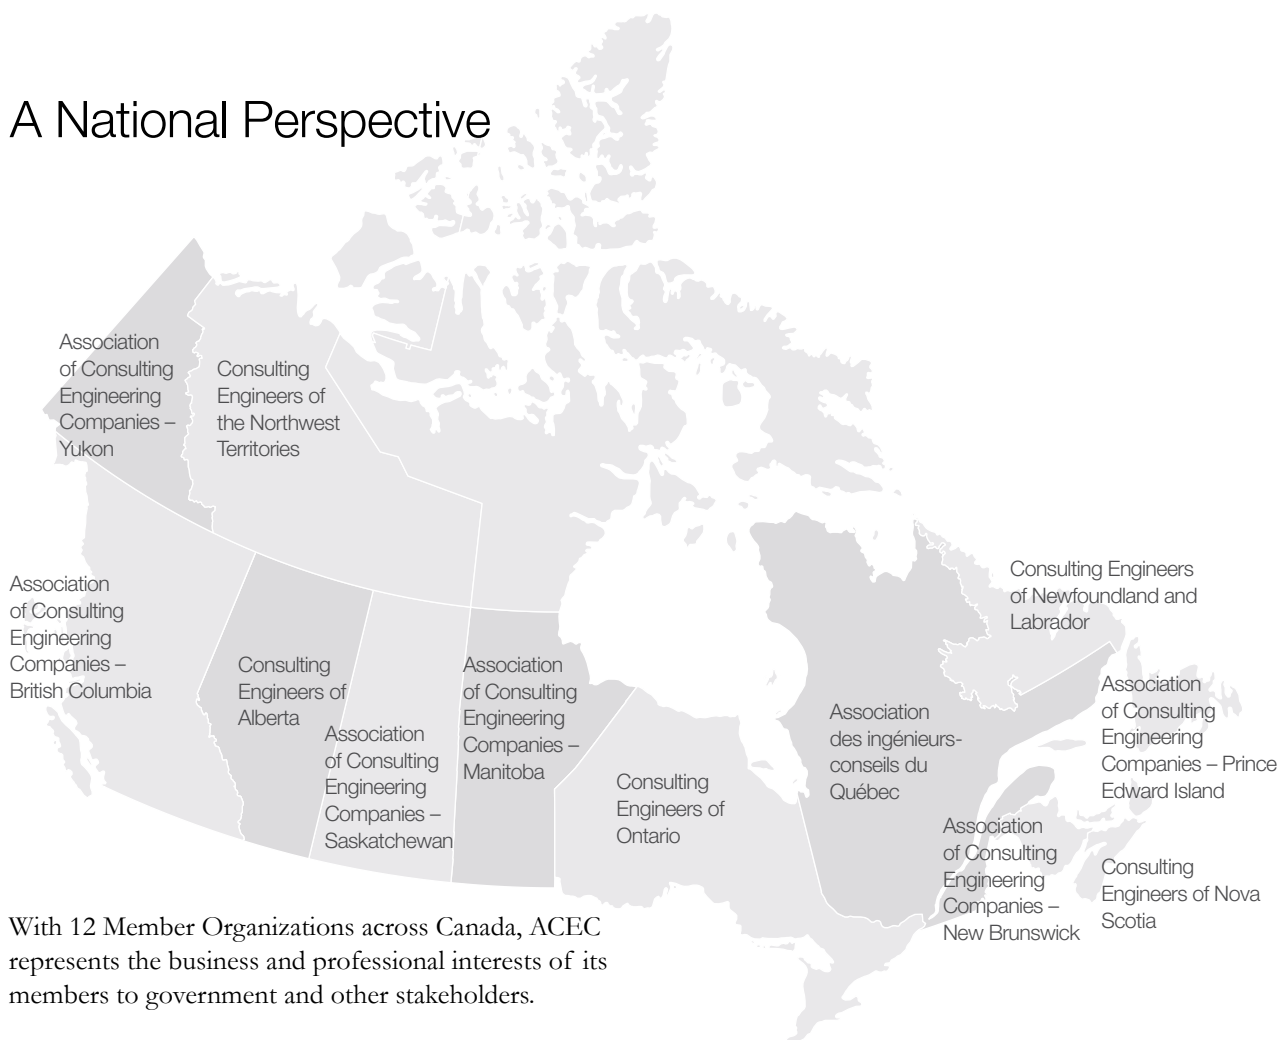 A National Perspective
Association
of Consulting
Engineering
Companies –
Yukon
Consulting
Engineers of
the Northwest
Territories
Association
of Consulting
Engineering
Companies –
British Columbia
Consulting
Engineers of
Alberta
Association
of Consulting
Engineering
Companies –
Saskatchewan
Association
of Consulting
Engineering
Companies –
Manitoba
Consulting
Engineers of
Ontario
Association
des ingénieurs-
conseils du
Québec
Consulting Engineers
of Newfoundland and
Labrador
Association
of Consulting
Engineering
Companies – Prince
Edward Island
Association
of Consulting
Engineering
Companies –
New Brunswick
Consulting
Engineers of Nova
Scotia
With 12 Member Organizations across Canada, ACEC
represents the business and professional interests of its
members to government and other stakeholders.